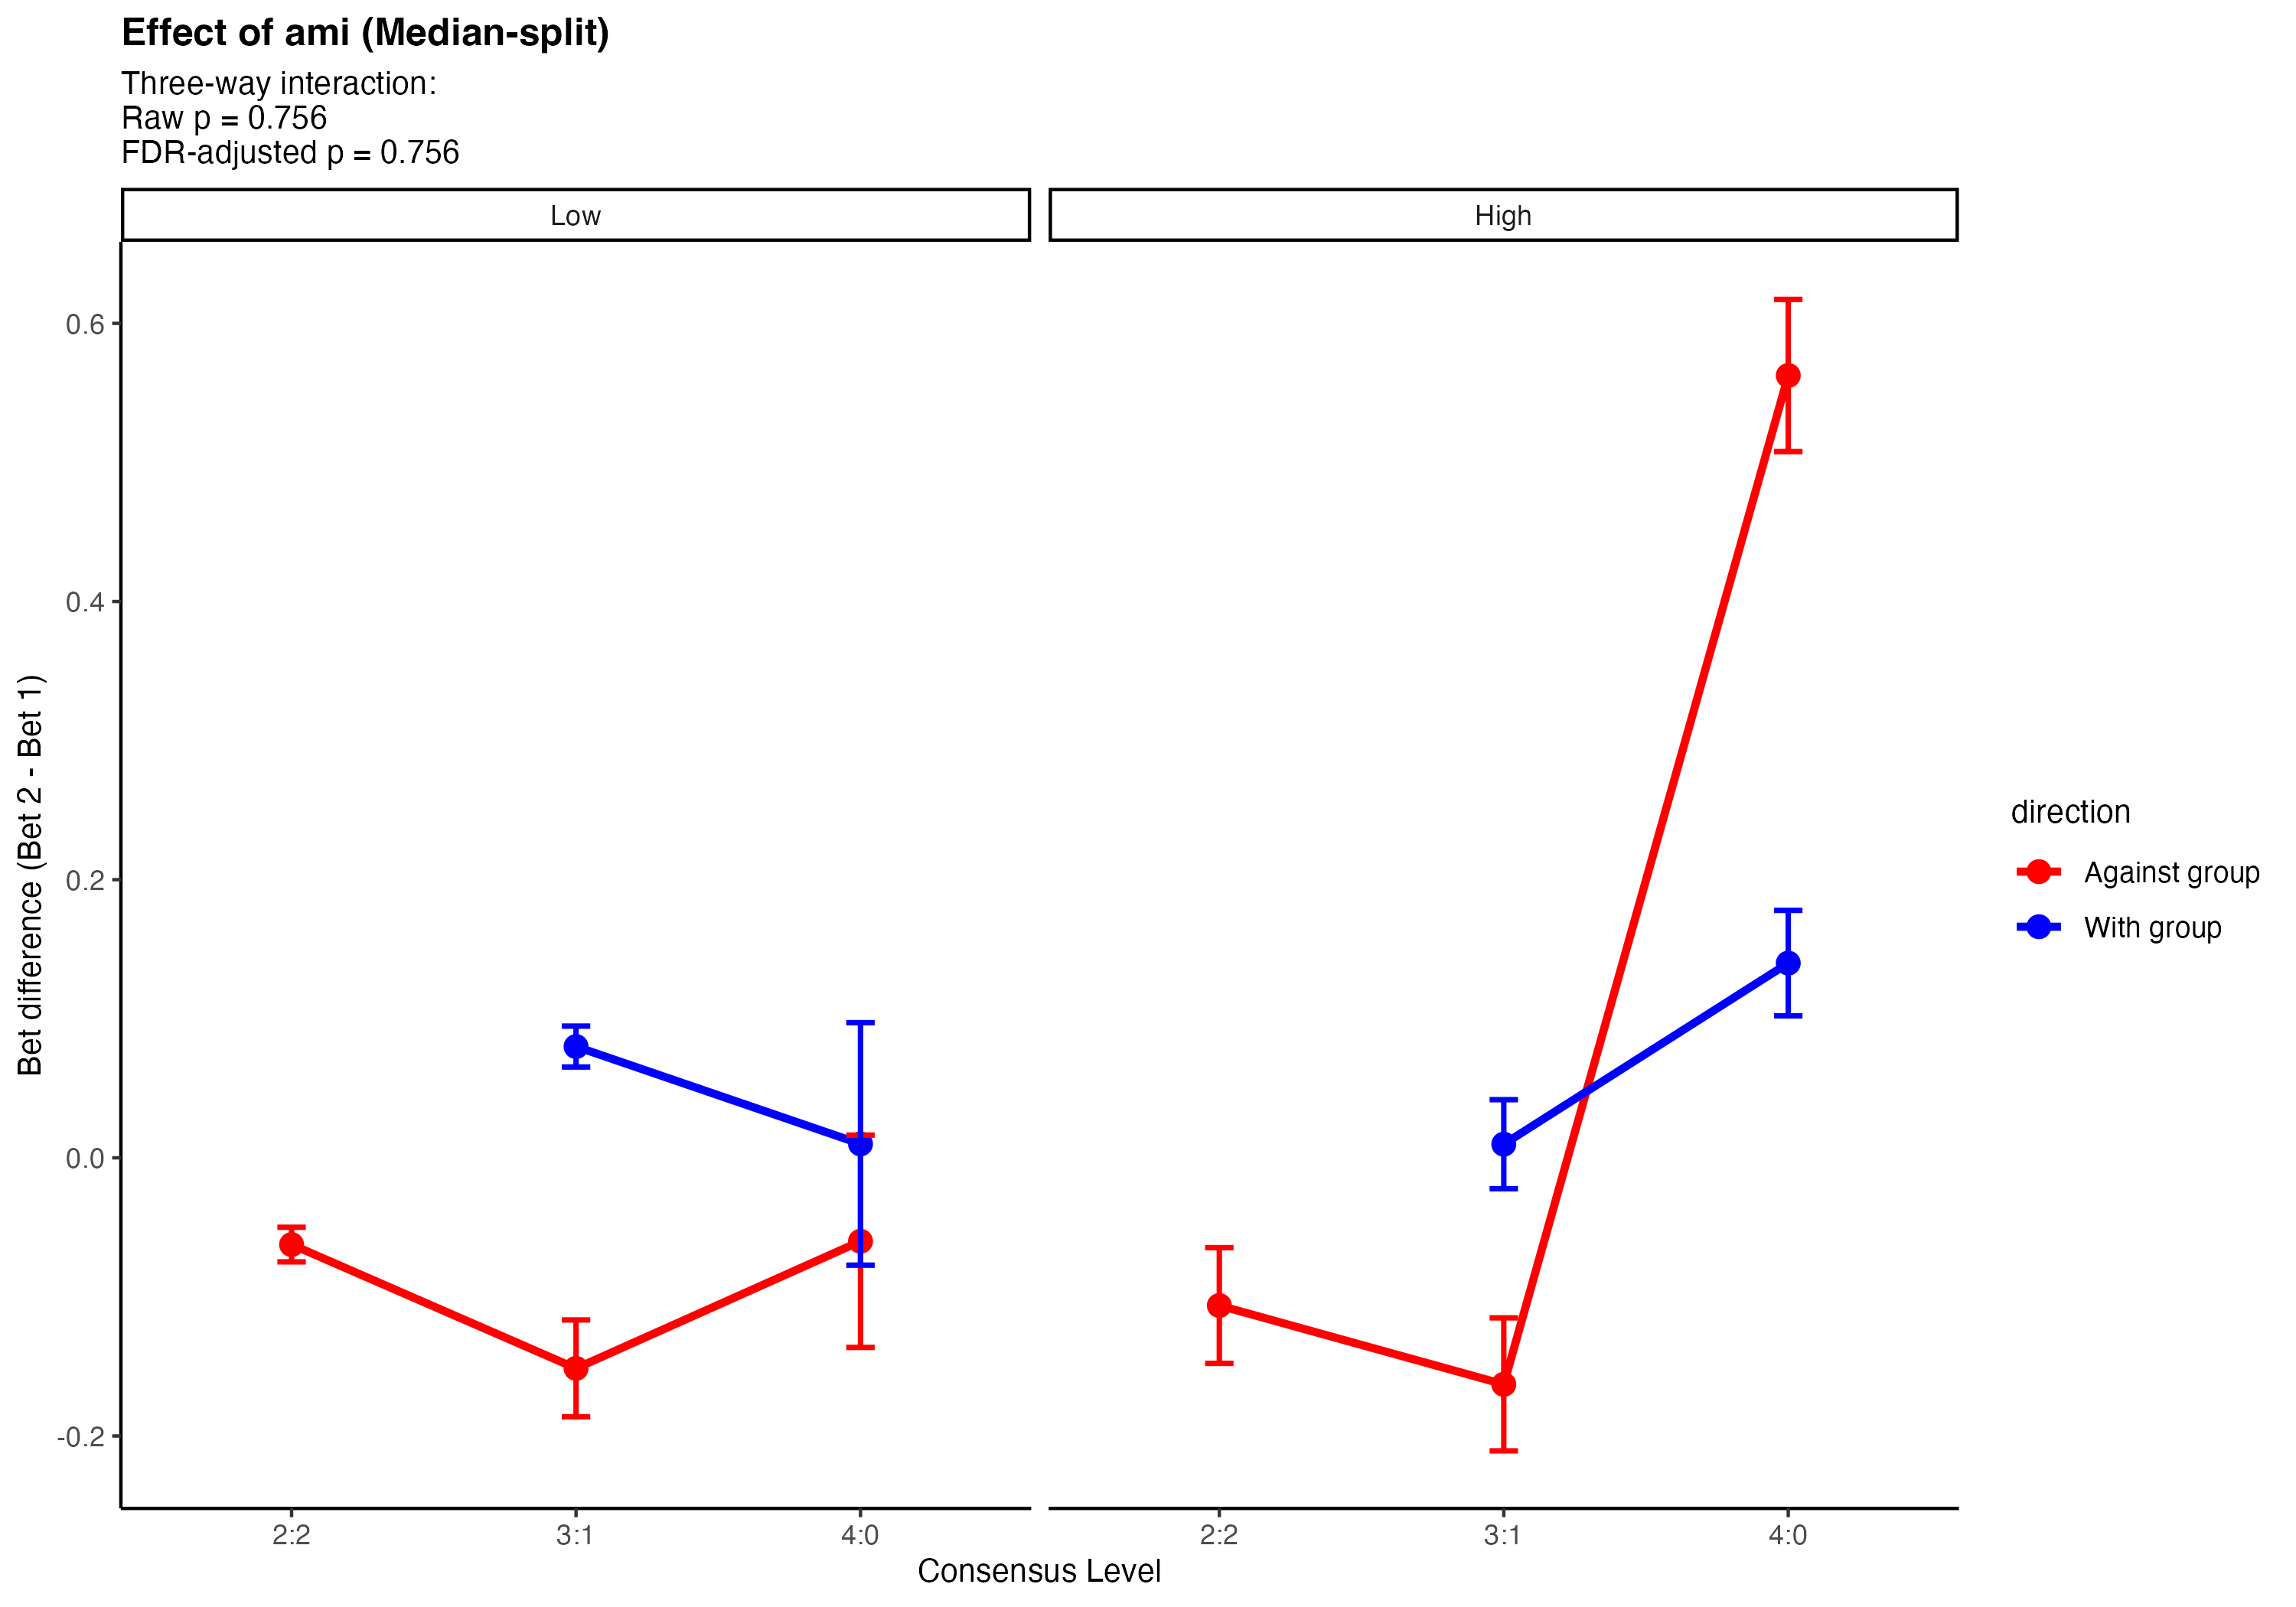 Effect of ami (Median-split)
Three-way interaction:
Raw p = 0.756
FDR-adjusted p = 0.756
Low
High
0.6
0.4
0.2
0.0
-0.2
Bet difference (Bet 2 - Bet 1)
2:2
3:1
4:0
2:2
3:1
4:0
Consensus Level
direction
Against group
With group